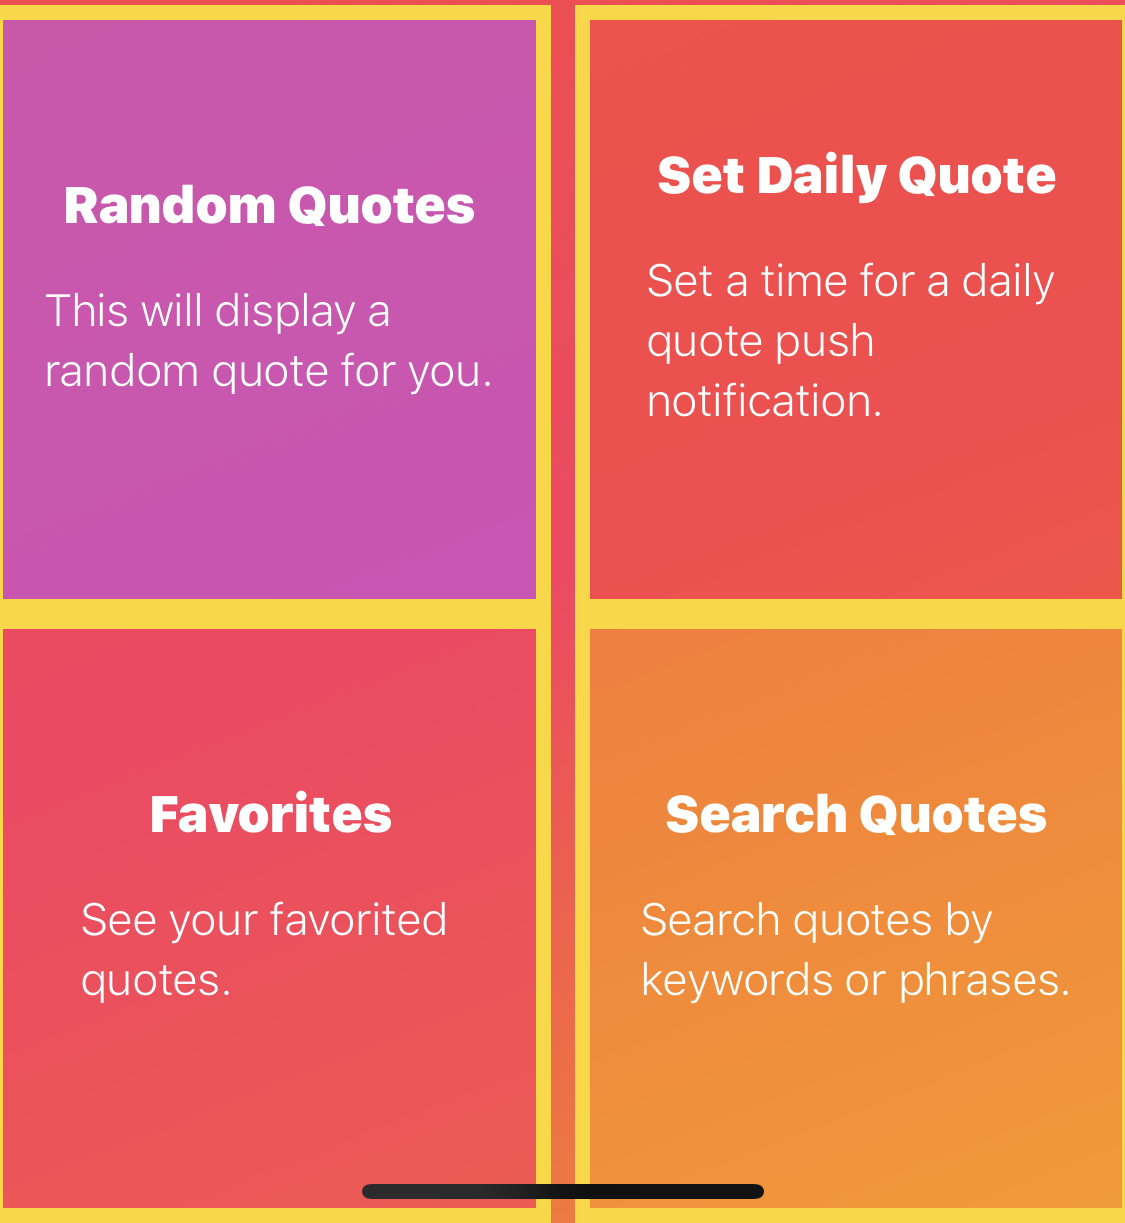 Random Quotes
This will display a
random quote for you.
Set Daily Quote
Set a time for a daily
quote push
notification.
Favorites
See your favorited
quotes.
Search Quotes
Search quotes by
keywords or phrases.